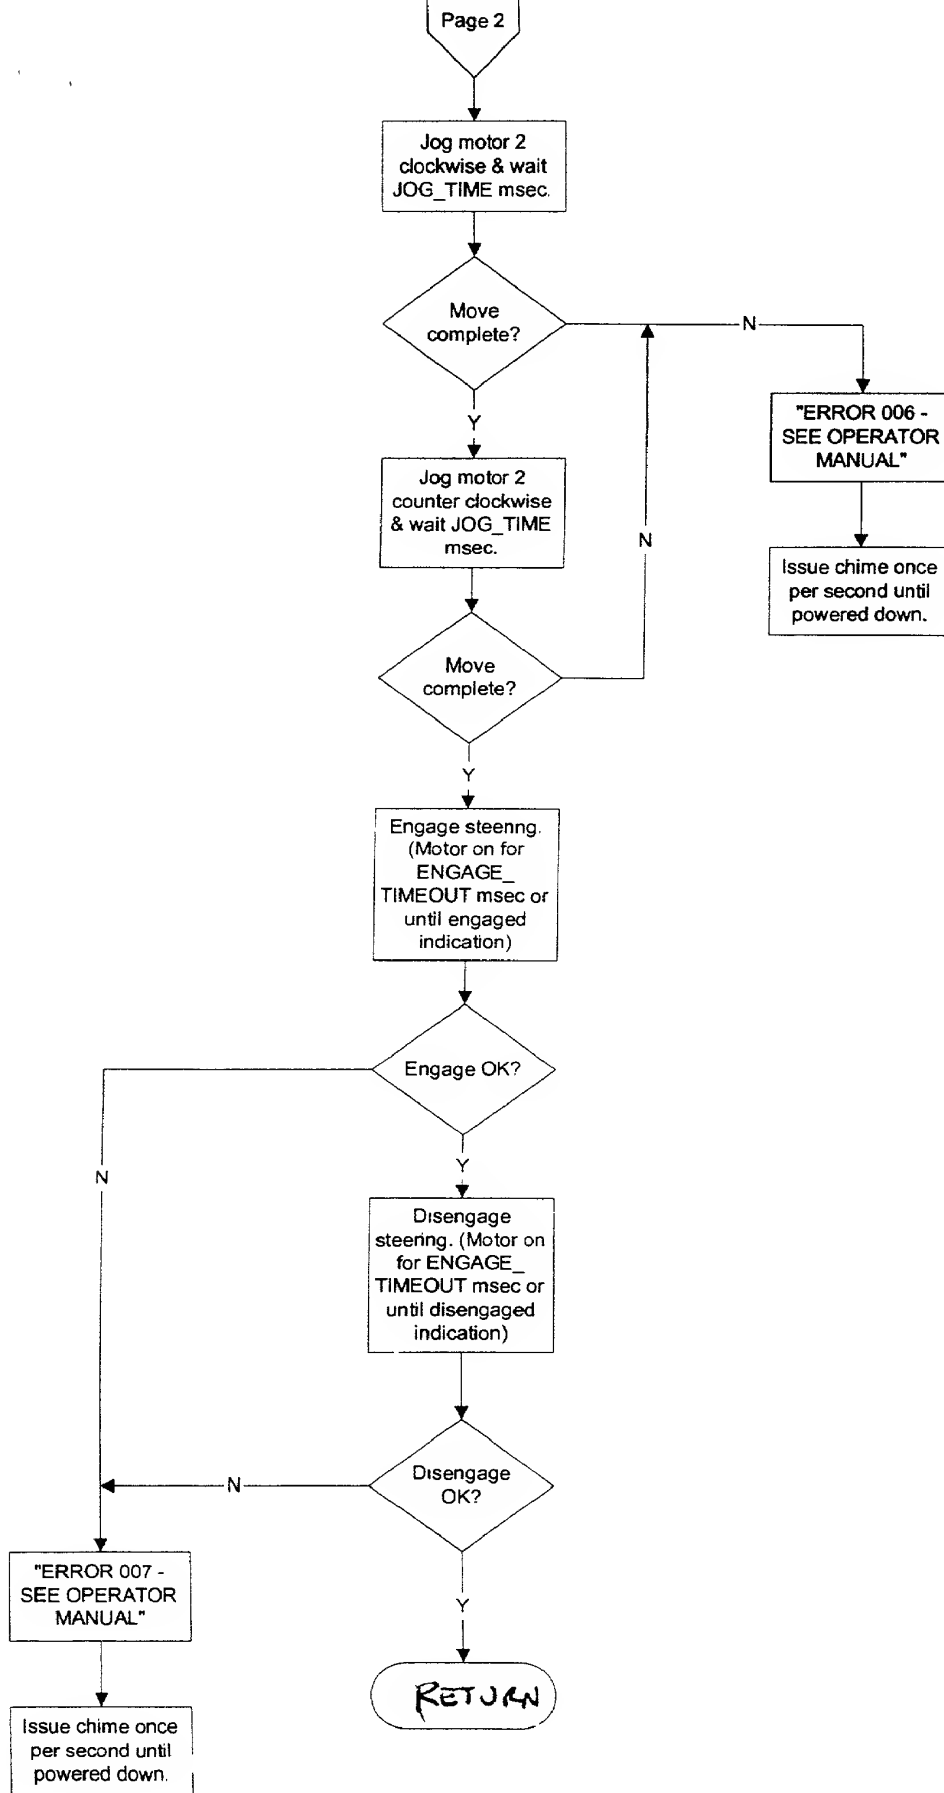 Page 2
Jog motor 2
clockwise & wait
JOG_TIME msec.
Move
complete?
N
"ERROR 006 -
SEE OPERATOR
MANUAL"
Issue chime once
per second until
powered down.
Y
Jog motor 2
counter clockwise
& wait JOG_TIME
msec.
N
Move
complete?
Y
Engage steering.
(Motor on for
ENGAGE_
TIMEOUT msec or
until engaged
indication)
Engage OK?
N
Y
Disengage
steering. (Motor on
for ENGAGE_
TIMEOUT msec or
until disengaged
indication)
Disengage
OK?
N
"ERROR 007 -
SEE OPERATOR
MANUAL"
Y
RETURN
Issue chime once
per second until
powered down.